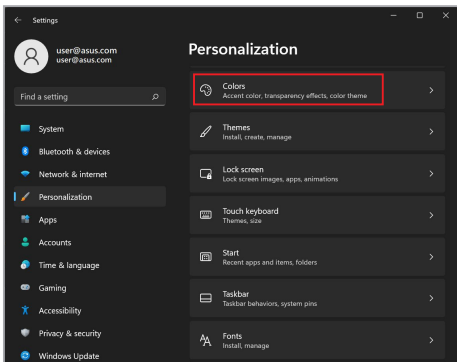 Settings
user@asus.com
user@asus.com
Find a setting
System
Bluetooth & devices
Network & internet
Personalization
Apps
Accounts
Time & language
Gaming
Accessibility
Privacy & security
Windows Update
Personalization
Colors
Accent color, transparency effects, color theme
Themes
Install, create, manage
Lock screen
Lock screen images, apps, animations
Touch keyboard
Themes, size
Start
Recent apps and items, folders
Taskbar
Taskbar behaviors, system pins
Fonts
Install, manage